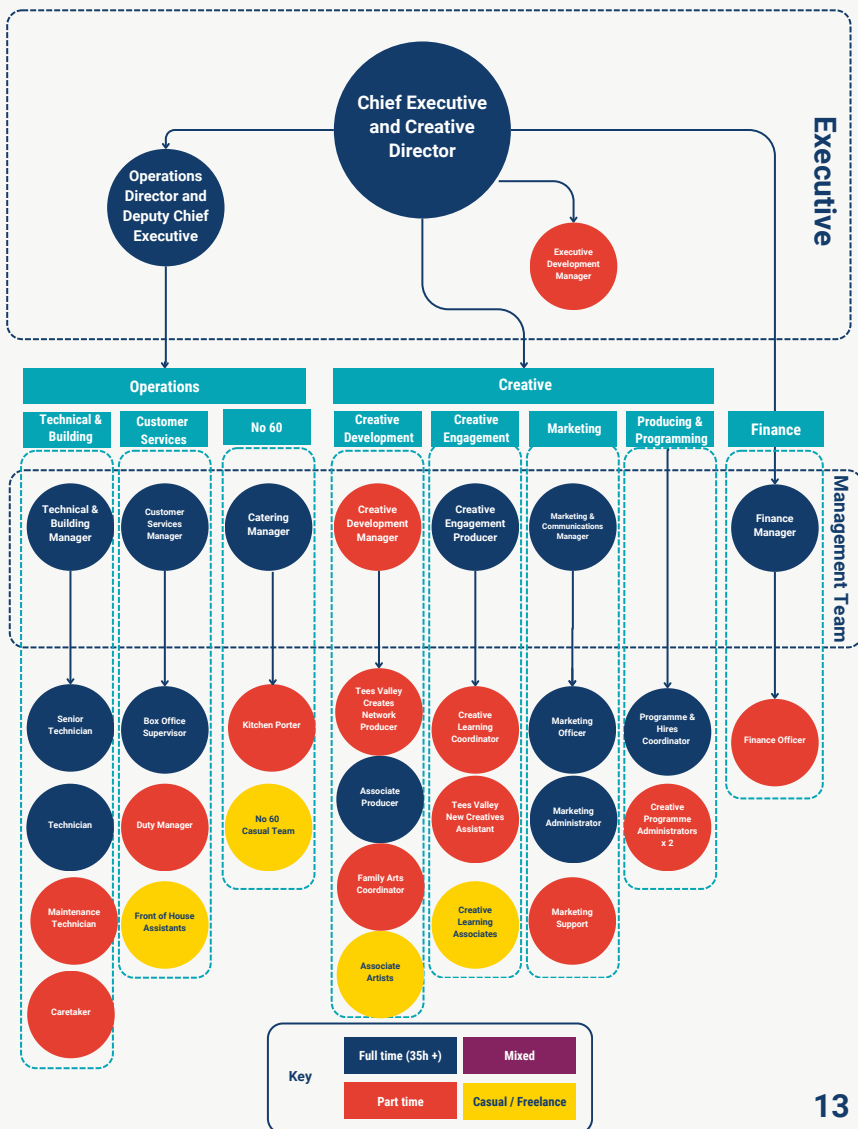 Chief Executive
and Creative
Director
Executive
Operations
Director and
Deputy Chief
Executive
Executive
Development
Manager
Operations
Creative
Technical &
Building
Customer
Services
No 60
Creative
Development
Creative
Engagement
Marketing
Producing &
Programming
Finance
Management Team
Technical &
Building
Manager
Customer
Services
Manager
Catering
Manager
Creative
Development
Manager
Creative
Engagement
Producer
Marketing &
Communications
Manager
Finance
Manager
Senior
Technician
Box Office
Supervisor
Kitchen Porter
Tees Valley
Creates
Network
Producer
Creative
Learning
Coordinator
Marketing
Officer
Programme &
Hires
Coordinator
Finance Officer
Technician
Duty Manager
No 60
Casual Team
Associate
Producer
Tees Valley
New Creatives
Assistant
Marketing
Administrator
Creative
Programme
Administrators
x 2
Maintenance
Technician
Front of House
Assistants
Family Arts
Coordinator
Creative
Learning
Associates
Marketing
Support
Caretaker
Associate
Artists
Key
Full time (35h +)
Mixed
Part time
Casual / Freelance
13